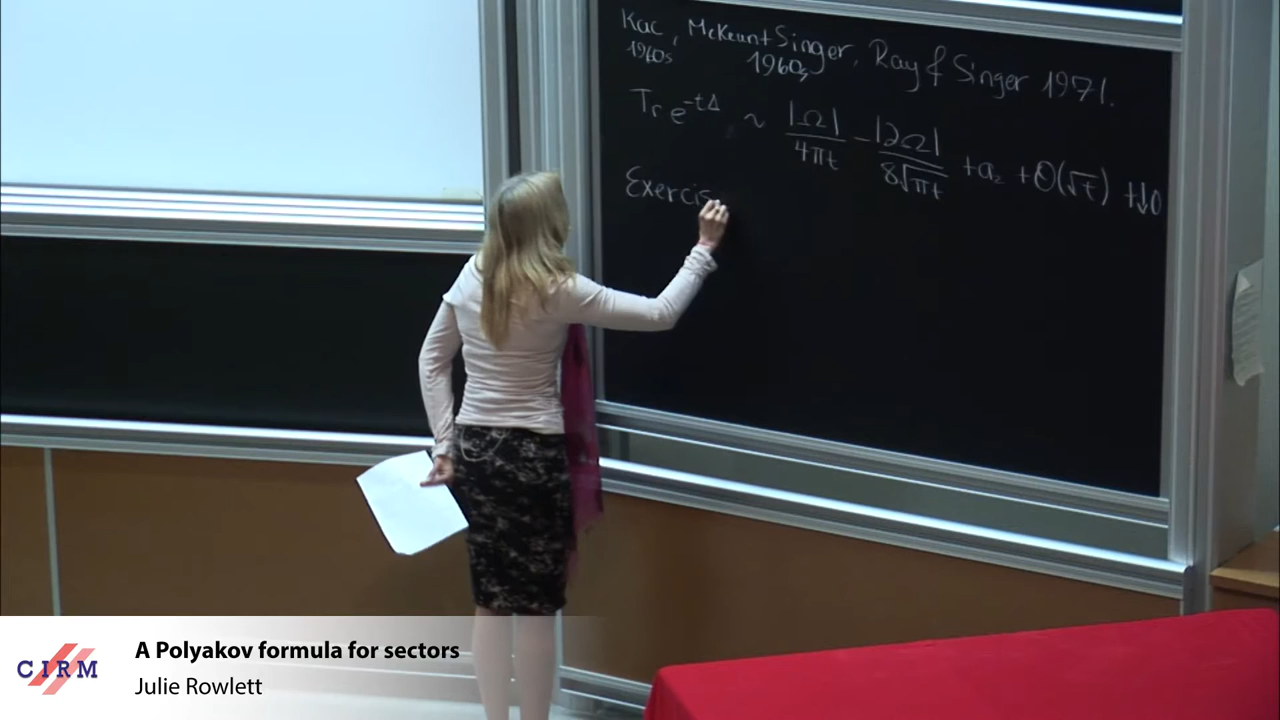 Kac, McKean+Singer, Ray & Singer 1971.
1960s 1960s
Tr e^{-tΔ} ~ |Ω|/4πt - |∂Ω|/8√πt + a₂ + O(√t) t↓0
Exercis
CIRM
A Polyakov formula for sectors
Julie Rowlett